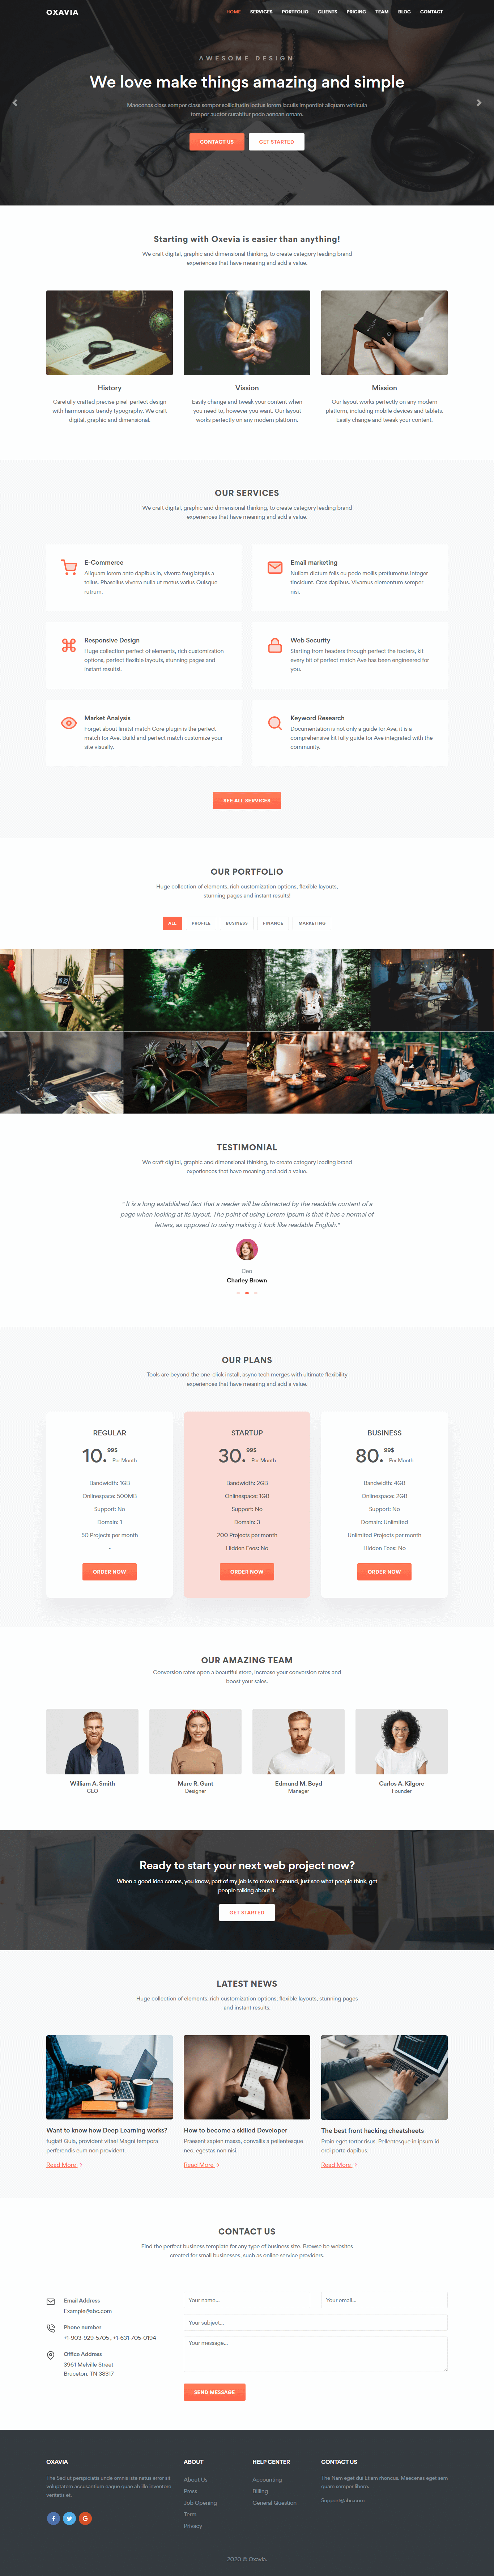 OXAVIA
HOME SERVICES PORTFOLIO CLIENTS PRICING TEAM BLOG CONTACT
AWESOME DESIGN
We love make things amazing and simple
Maecenas class semper class semper sollicitudin lectus lorem iaculis imperdiet aliquam vehicula
tempor auctor curabitur pede aenean ornare.
CONTACT US
GET STARTED
Starting with Oxevia is easier than anything!
We craft digital, graphic and dimensional thinking, to create category leading brand
experiences that have meaning and add a value.
History
Carefully crafted precise pixel-perfect design
with harmonious trendy typography. We craft
digital, graphic and dimensional.
Vission
Easily change and tweak your content when
you need to, however you want. Our layout
works perfectly on any modern platform.
Mission
Our layout works perfectly on any modern
platform, including mobile devices and tablets.
Easily change and tweak your content.
OUR SERVICES
We craft digital, graphic and dimensional thinking, to create category leading brand
experiences that have meaning and add a value.
E-Commerce
Aliquam lorem ante dapibus in, viverra feugiatquis a
tellus. Phasellus viverra nulla ut metus varius Quisque
rutrum.
Email marketing
Nullam dictum felis eu pede mollis pretiumetus Integer
tincidunt. Cras dapibus. Vivamus elementum semper
nisi.
Responsive Design
Huge collection perfect of elements, rich customization
options, perfect flexible layouts, stunning pages and
instant results!.
Web Security
Starting from headers through perfect the footers, kit
every bit of perfect match Ave has been engineered for
you.
Market Analysis
Forget about limits! match Core plugin is the perfect
match for Ave. Build and perfect match customize your
site visually.
Keyword Research
Documentation is not only a guide for Ave, it is a
comprehensive kit fully guide for Ave integrated with the
community.
SEE ALL SERVICES
OUR PORTFOLIO
Huge collection of elements, rich customization options, flexible layouts,
stunning pages and instant results!
ALL PROFILE BUSINESS FINANCE MARKETING
TESTIMONIAL
We craft digital, graphic and dimensional thinking, to create category leading brand
experiences that have meaning and add a value.
" It is a long established fact that a reader will be distracted by the readable content of a
page when looking at its layout. The point of using Lorem Ipsum is that it has a normal of
letters, as opposed to using making it look like readable English."
Ceo
Charley Brown
OUR PLANS
Tools are beyond the one-click install, async tech merges with ultimate flexibility
experiences that have meaning and add a value.
REGULAR
10. 99$
Per Month
Bandwidth: 1GB
Onlinespace: 500MB
Support: No
Domain: 1
50 Projects per month
-
ORDER NOW
STARTUP
30. 99$
Per Month
Bandwidth: 2GB
Onlinespace: 1GB
Support: No
Domain: 3
200 Projects per month
Hidden Fees: No
ORDER NOW
BUSINESS
80. 99$
Per Month
Bandwidth: 4GB
Onlinespace: 2GB
Support: No
Domain: Unlimited
Unlimited Projects per month
Hidden Fees: No
ORDER NOW
OUR AMAZING TEAM
Conversion rates open a beautiful store, increase your conversion rates and
boost your sales.
William A. Smith
CEO
Marc R. Gant
Designer
Edmund M. Boyd
Manager
Carlos A. Kilgore
Founder
Ready to start your next web project now?
When a good idea comes, you know, part of my job is to move it around, just see what people think, get
people talking about it.
GET STARTED
LATEST NEWS
Huge collection of elements, rich customization options, flexible layouts, stunning pages
and instant results.
Want to know how Deep Learning works?
fugiat! Quia, provident vitae! Magni tempora
perferendis eum non provident.
Read More →
How to become a skilled Developer
Praesent sapien massa, convallis a pellentesque
nec, egestas non nisi.
Read More →
The best front hacking cheatsheets
Proin eget tortor risus. Pellentesque in ipsum id
orci porta dapibus.
Read More →
CONTACT US
Find the perfect business template for any type of business size. Browse be websites
created for small businesses, such as online service providers.
Email Address
Example@abc.com
Phone number
+1-903-929-5705 , +1-631-705-0194
Office Address
3961 Melville Street
Bruceton, TN 38317
Your name...
Your email...
Your subject...
Your message...
SEND MESSAGE
OXAVIA
The Sed ut perspiciatis unde omnis iste natus error sit
voluptatem accusantium eaque quae ab illo inventore
veritatis et.
ABOUT
About Us
Press
Job Opening
Term
Privacy
HELP CENTER
Accounting
Billing
General Question
CONTACT US
The Nam eget dui Etiam rhoncus. Maecenas eget sem
quam semper libero.
Support@abc.com
2020 © Oxavia.